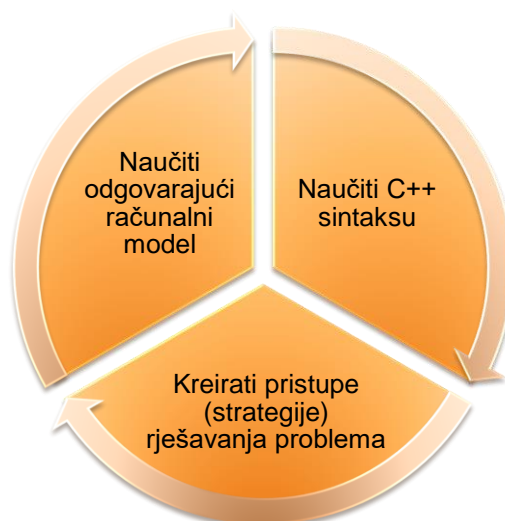 Naučiti
odgovarajući
računalni
model
Naučiti C++
sintaksu
Kreirati pristupe
(strategije)
rješavanja problema